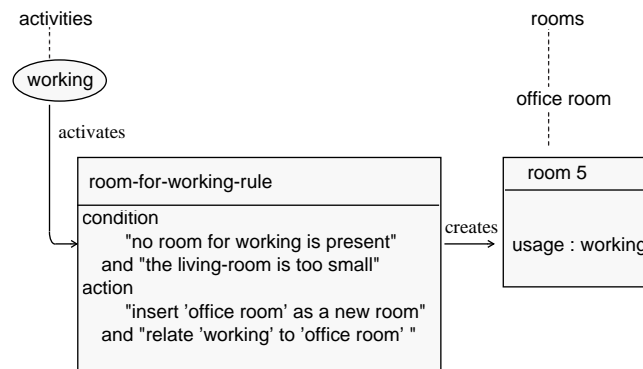 activities
rooms
working
office room
activates
room-for-working-rule
room 5
condition
"no room for working is present"
and "the living-room is too small"
action
"insert ’office room’ as a new room"
and "relate ’working’ to ’office room’ "
creates
usage : working